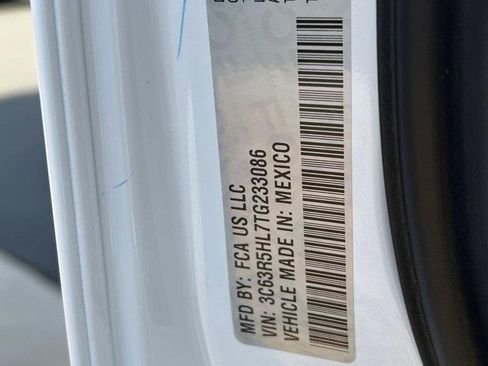 MFD BY: FCA US LLC
VIN: 3C63R5HL7TG233086
VEHICLE MADE IN: MEXICO